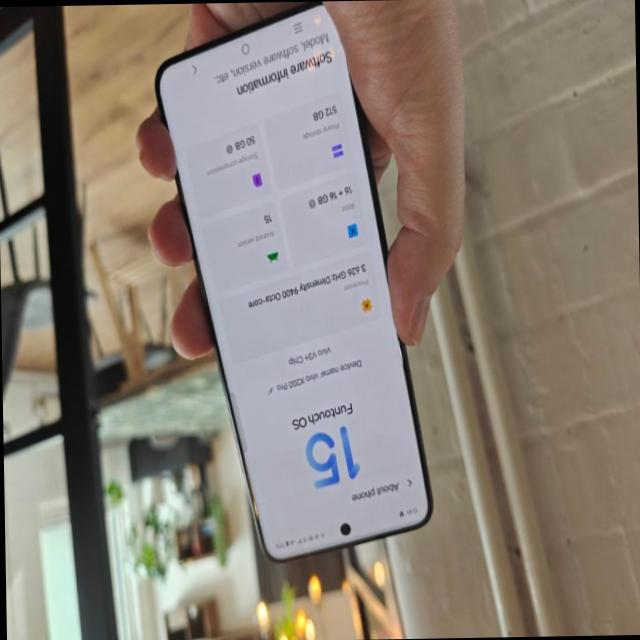 About phone
15
Funtouch OS
Device name: vivo X200 Pro
vivo V3+ Chip
Processor
3.626 GHz Dimensity 9400 Octa-core
RAM
16 + 16 GB
Android version
15
Phone storage
512 GB
Storage compression
50 GB
Software information
Model, software version, etc.